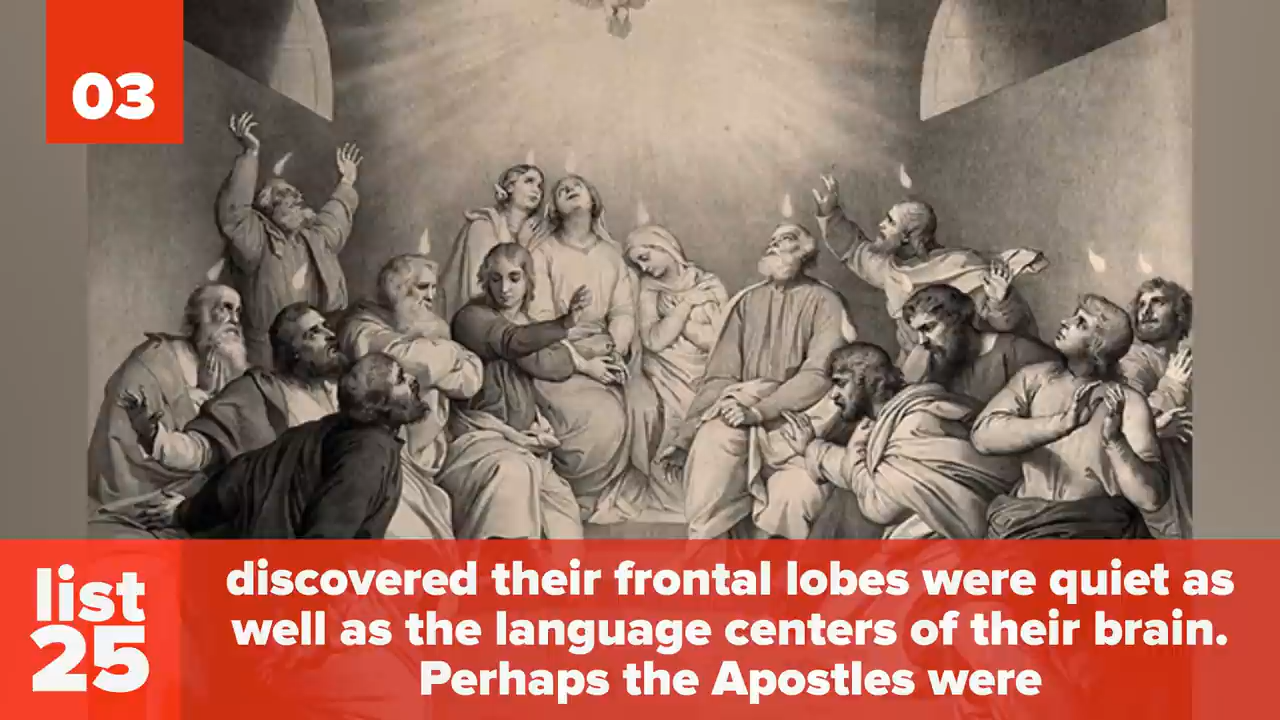 03
list
25
discovered their frontal lobes were quiet as
well as the language centers of their brain.
Perhaps the Apostles were